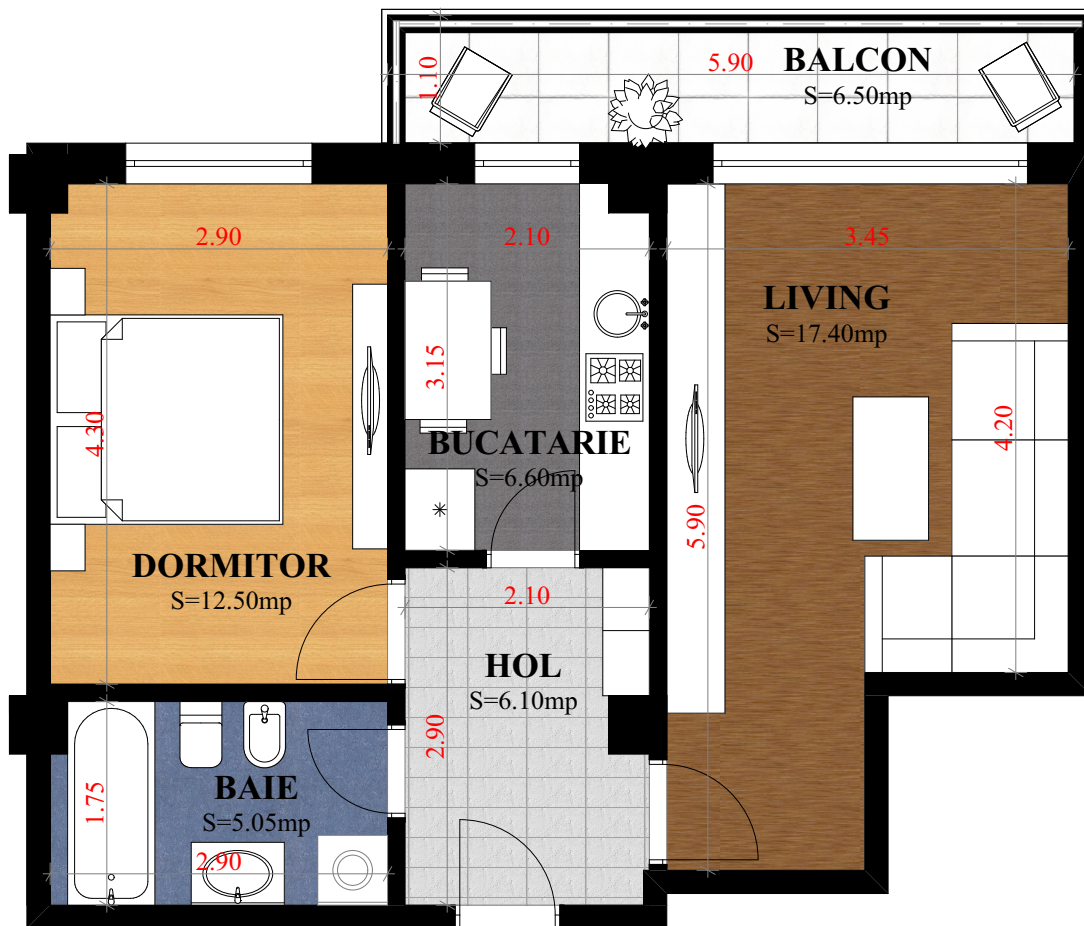 BALCON
S=6.50mp
5.90
1.10
2.90
2.10
3.45
LIVING
S=17.40mp
3.15
4.30
4.20
BUCATARIE
S=6.60mp
5.90
DORMITOR
S=12.50mp
2.10
HOL
S=6.10mp
2.90
BAIE
S=5.05mp
1.75
2.90